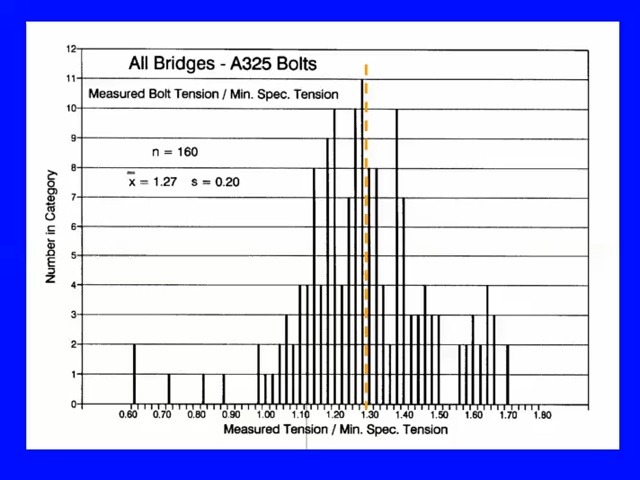 All Bridges - A325 Bolts
Measured Bolt Tension / Min. Spec. Tension
n = 160
x̄ = 1.27 s = 0.20
Number in Category
12
11
10
9
8
7
6
5
4
3
2
1
0
0.60 0.70 0.80 0.90 1.00 1.10 1.20 1.30 1.40 1.50 1.60 1.70 1.80
Measured Tension / Min. Spec. Tension